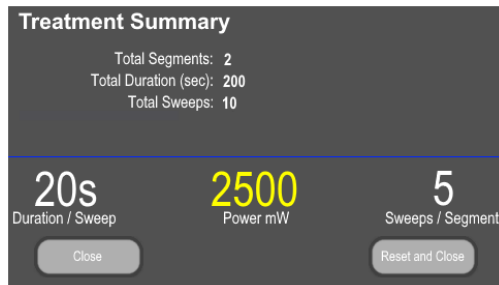 Treatment Summary
Total Segments: 2
Total Duration (sec): 200
Total Sweeps: 10
20s 2500 5
Duration / Sweep Power mW Sweeps / Segment
Close Reset and Close